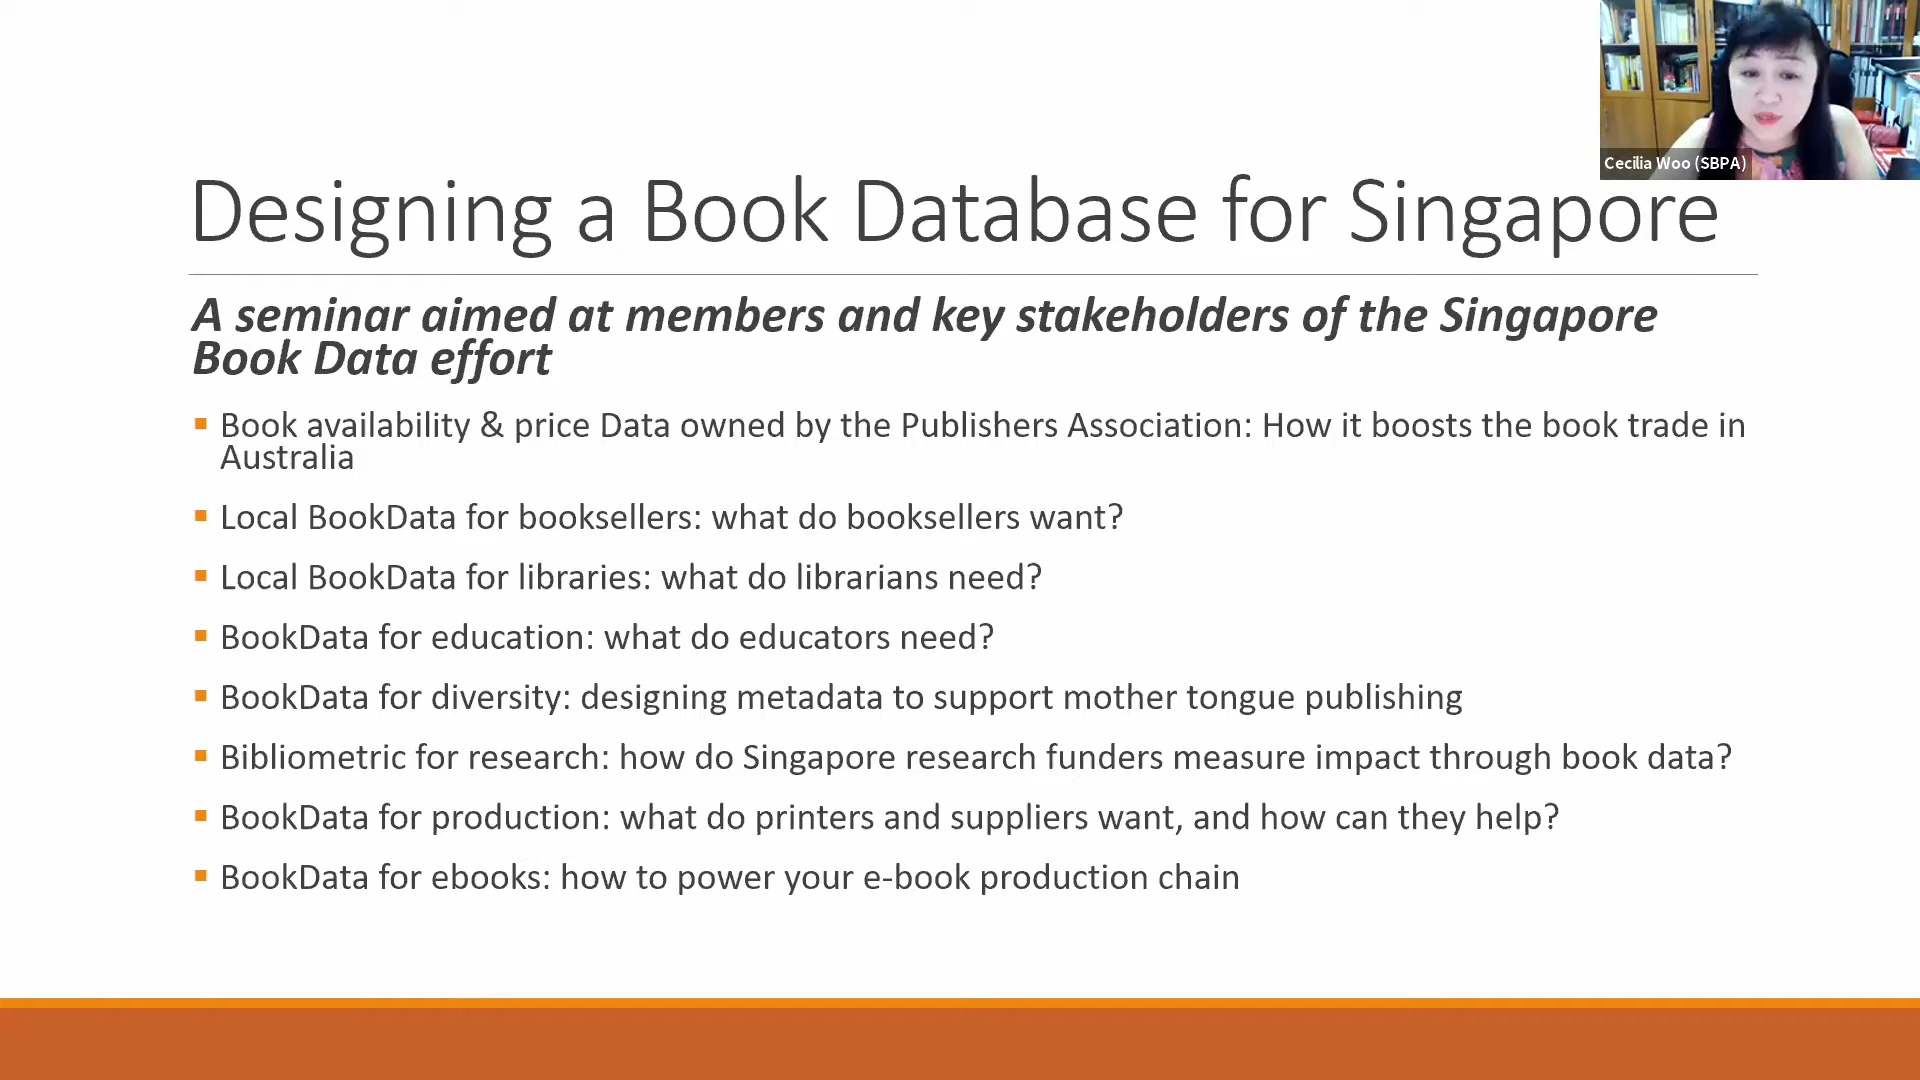 Cecilia Woo (SBPA)
Designing a Book Database for Singapore
A seminar aimed at members and key stakeholders of the Singapore
Book Data effort
Book availability & price Data owned by the Publishers Association: How it boosts the book trade in
Australia
Local BookData for booksellers: what do booksellers want?
Local BookData for libraries: what do librarians need?
BookData for education: what do educators need?
BookData for diversity: designing metadata to support mother tongue publishing
Bibliometric for research: how do Singapore research funders measure impact through book data?
BookData for production: what do printers and suppliers want, and how can they help?
BookData for ebooks: how to power your e-book production chain